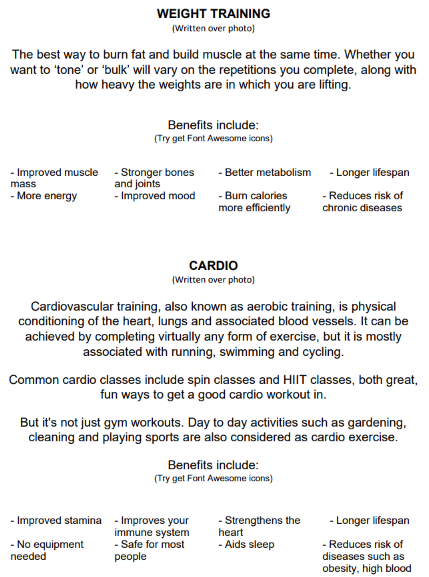 WEIGHT TRAINING
(Written over photo)
The best way to burn fat and build muscle at the same time. Whether you
want to ‘tone’ or ‘bulk’ will vary on the repetitions you complete, along with
how heavy the weights are in which you are lifting.
Benefits include:
(Try get Font Awesome icons)
- Improved muscle
mass
- Stronger bones
and joints
- Better metabolism
- Longer lifespan
- More energy
- Improved mood
- Burn calories
more efficiently
- Reduces risk of
chronic diseases
CARDIO
(Written over photo)
Cardiovascular training, also known as aerobic training, is physical
conditioning of the heart, lungs and associated blood vessels. It can be
achieved by completing virtually any form of exercise, but it is mostly
associated with running, swimming and cycling.
Common cardio classes include spin classes and HIIT classes, both great,
fun ways to get a good cardio workout in.
But it's not just gym workouts. Day to day activities such as gardening,
cleaning and playing sports are also considered as cardio exercise.
Benefits include:
(Try get Font Awesome icons)
- Improved stamina
- Improves your
immune system
- Strengthens the
heart
- Longer lifespan
- No equipment
needed
- Safe for most
people
- Aids sleep
- Reduces risk of
diseases such as
obesity, high blood